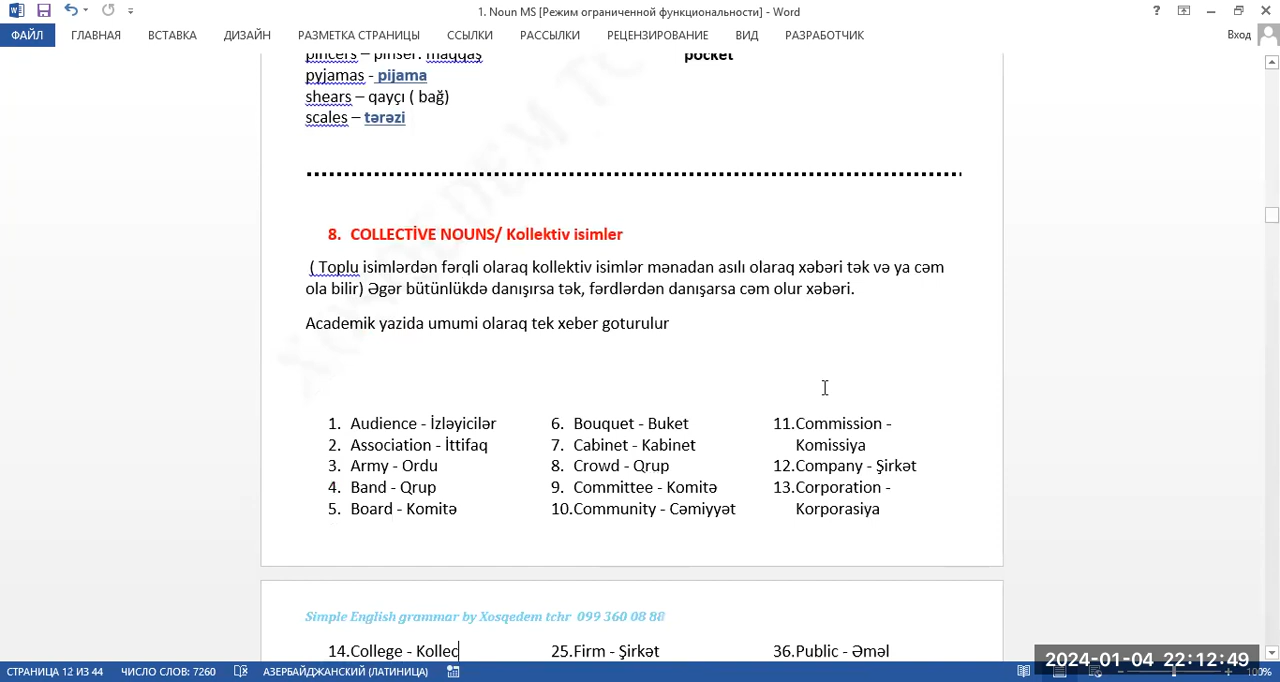 1. Noun MS [Режим ограниченной функциональности] - Word
ФАЙЛ ГЛАВНАЯ ВСТАВКА ДИЗАЙН РАЗМЕТКА СТРАНИЦЫ ССЫЛКИ РАССЫЛКИ РЕЦЕНЗИРОВАНИЕ ВИД РАЗРАБОТЧИК Вход
pincers – pinser. maqqaş
pocket
pyjamas - pijama
shears – qayçı ( bağ)
scales – tərəzi
8. COLLECTİVE NOUNS/ Kollektiv isimler
( Toplu isimlərdən fərqli olaraq kollektiv isimlər mənadan asılı olaraq xəbəri tək və ya cəm
ola bilir) Əgər bütünlükdə danışırsa tək, fərdlərdən danışarsa cəm olur xəbəri.
Academik yazida umumi olaraq tek xeber goturulur
1. Audience - İzləyicilər
2. Association - İttifaq
3. Army - Ordu
4. Band - Qrup
5. Board - Komitə
6. Bouquet - Buket
7. Cabinet - Kabinet
8. Crowd - Qrup
9. Committee - Komitə
10.Community - Cəmiyyət
11.Commission -
Komissiya
12.Company - Şirkət
13.Corporation -
Korporasiya
Simple English grammar by Xosqedem tchr 099 360 08 88
14.College - Kollec
25.Firm - Şirkət
36.Public - Əməl
2024-01-04 22:12:49
СТРАНИЦА 12 ИЗ 44 ЧИСЛО СЛОВ: 7260 АЗЕРБАЙДЖАНСКИЙ (ЛАТИНИЦА) 100%